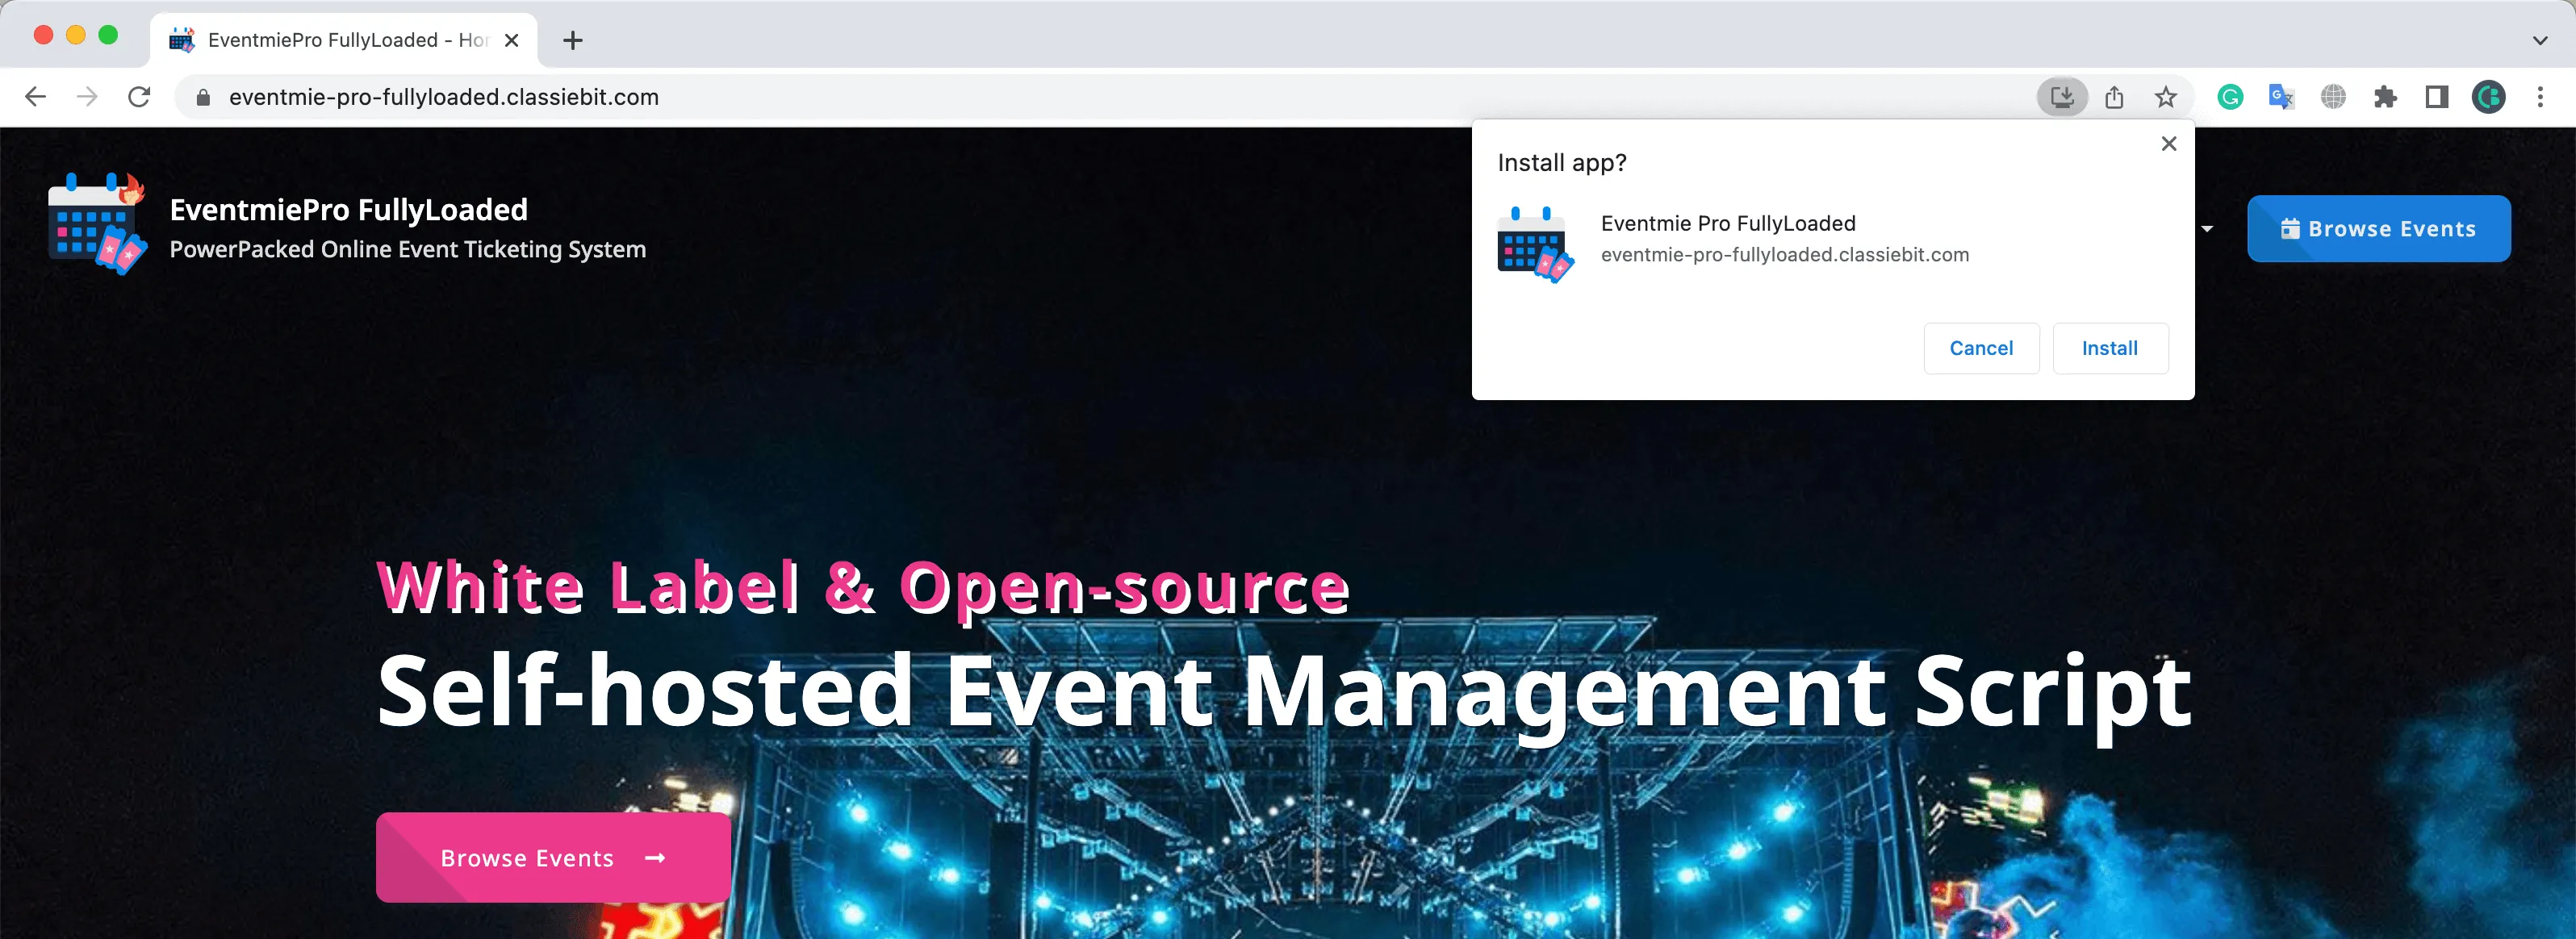 EventmiePro FullyLoaded - Hor
eventmie-pro-fullyloaded.classiebit.com
Install app?
Eventmie Pro FullyLoaded
eventmie-pro-fullyloaded.classiebit.com
Cancel
Install
EventmiePro FullyLoaded
PowerPacked Online Event Ticketing System
Browse Events
White Label & Open-source
Self-hosted Event Management Script
Browse Events →